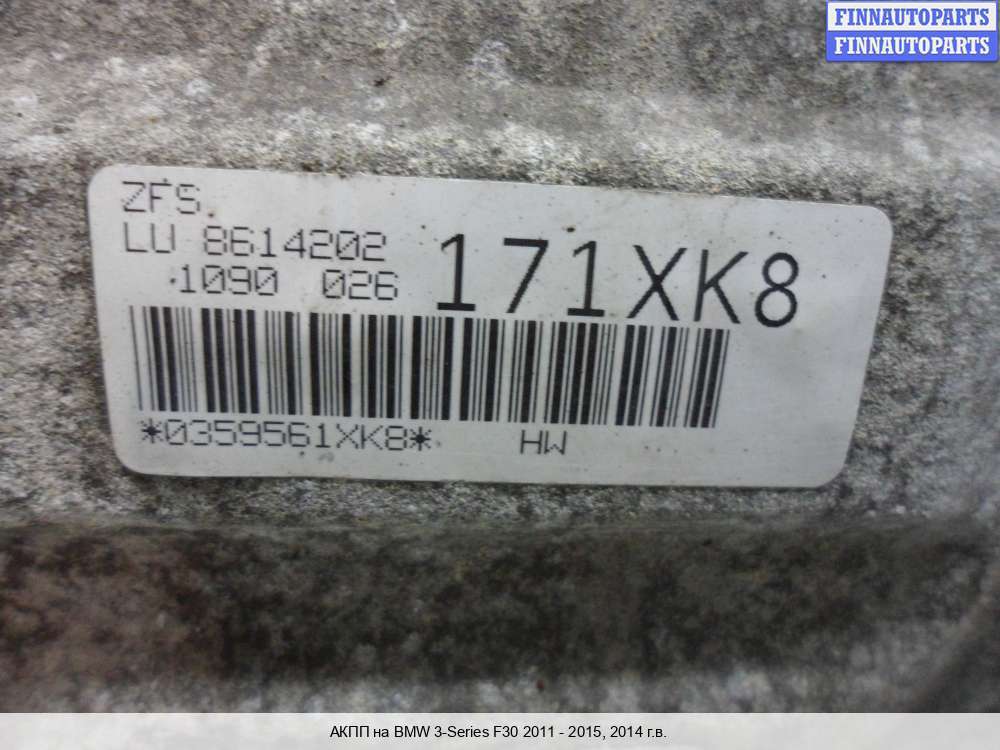 FINNAUTOPARTS
FINNAUTOPARTS
ZFS
LU 8614202
1090 026
171XK8
*0359561XK8*
HW
АКПП на BMW 3-Series F30 2011 - 2015, 2014 г.в.